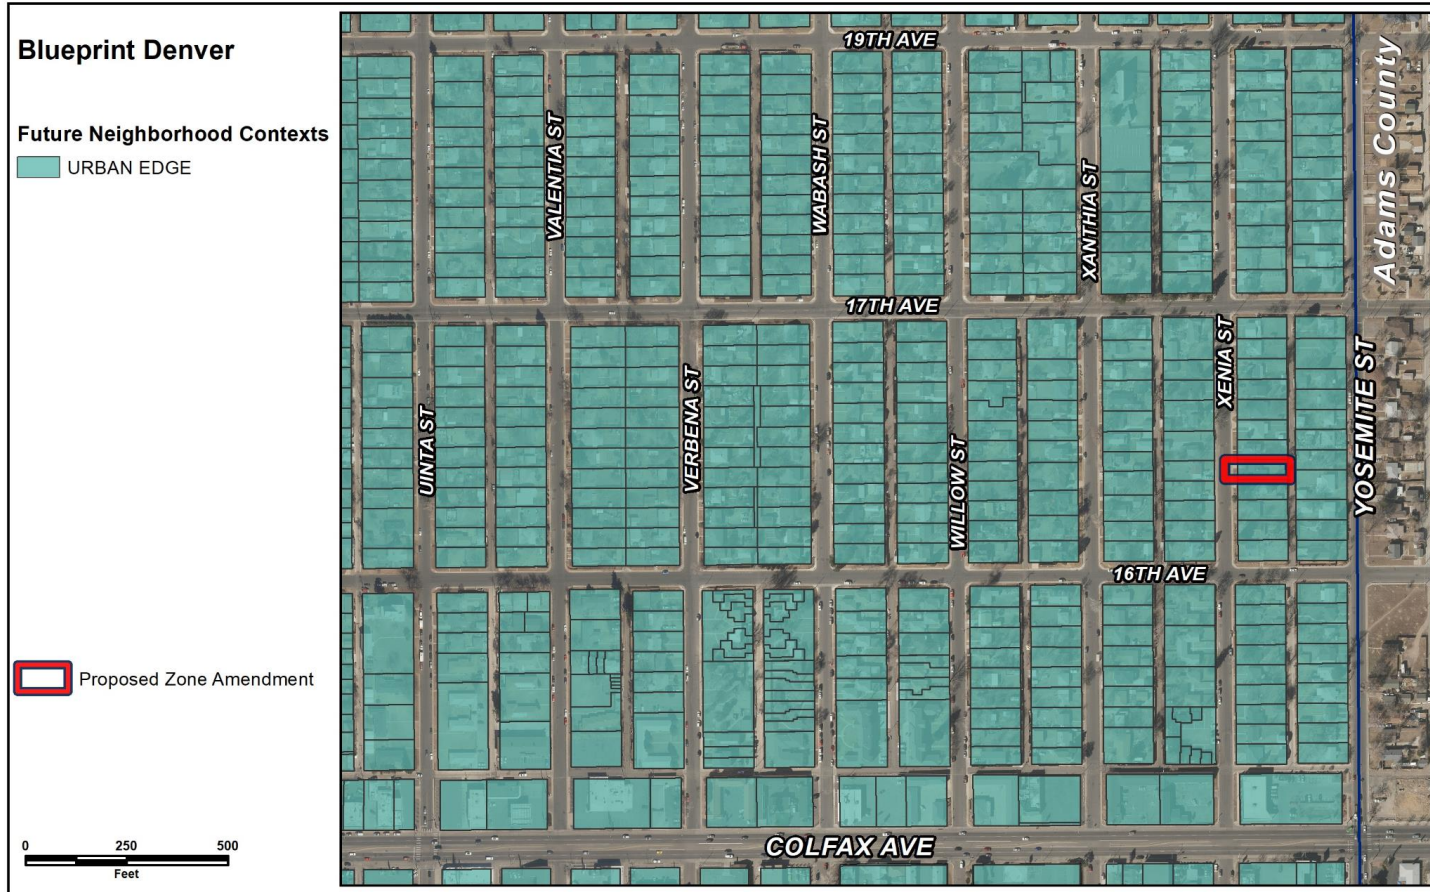 Blueprint Denver
Future Neighborhood Contexts
URBAN EDGE
Proposed Zone Amendment
0 250 500
Feet
19TH AVE
Adams County
VALENTIA ST
WABASH ST
XANTHIA ST
17TH AVE
UINTA ST
VERBENA ST
WILLOW ST
XENIA ST
YOSEMITE ST
16TH AVE
COLFAX AVE